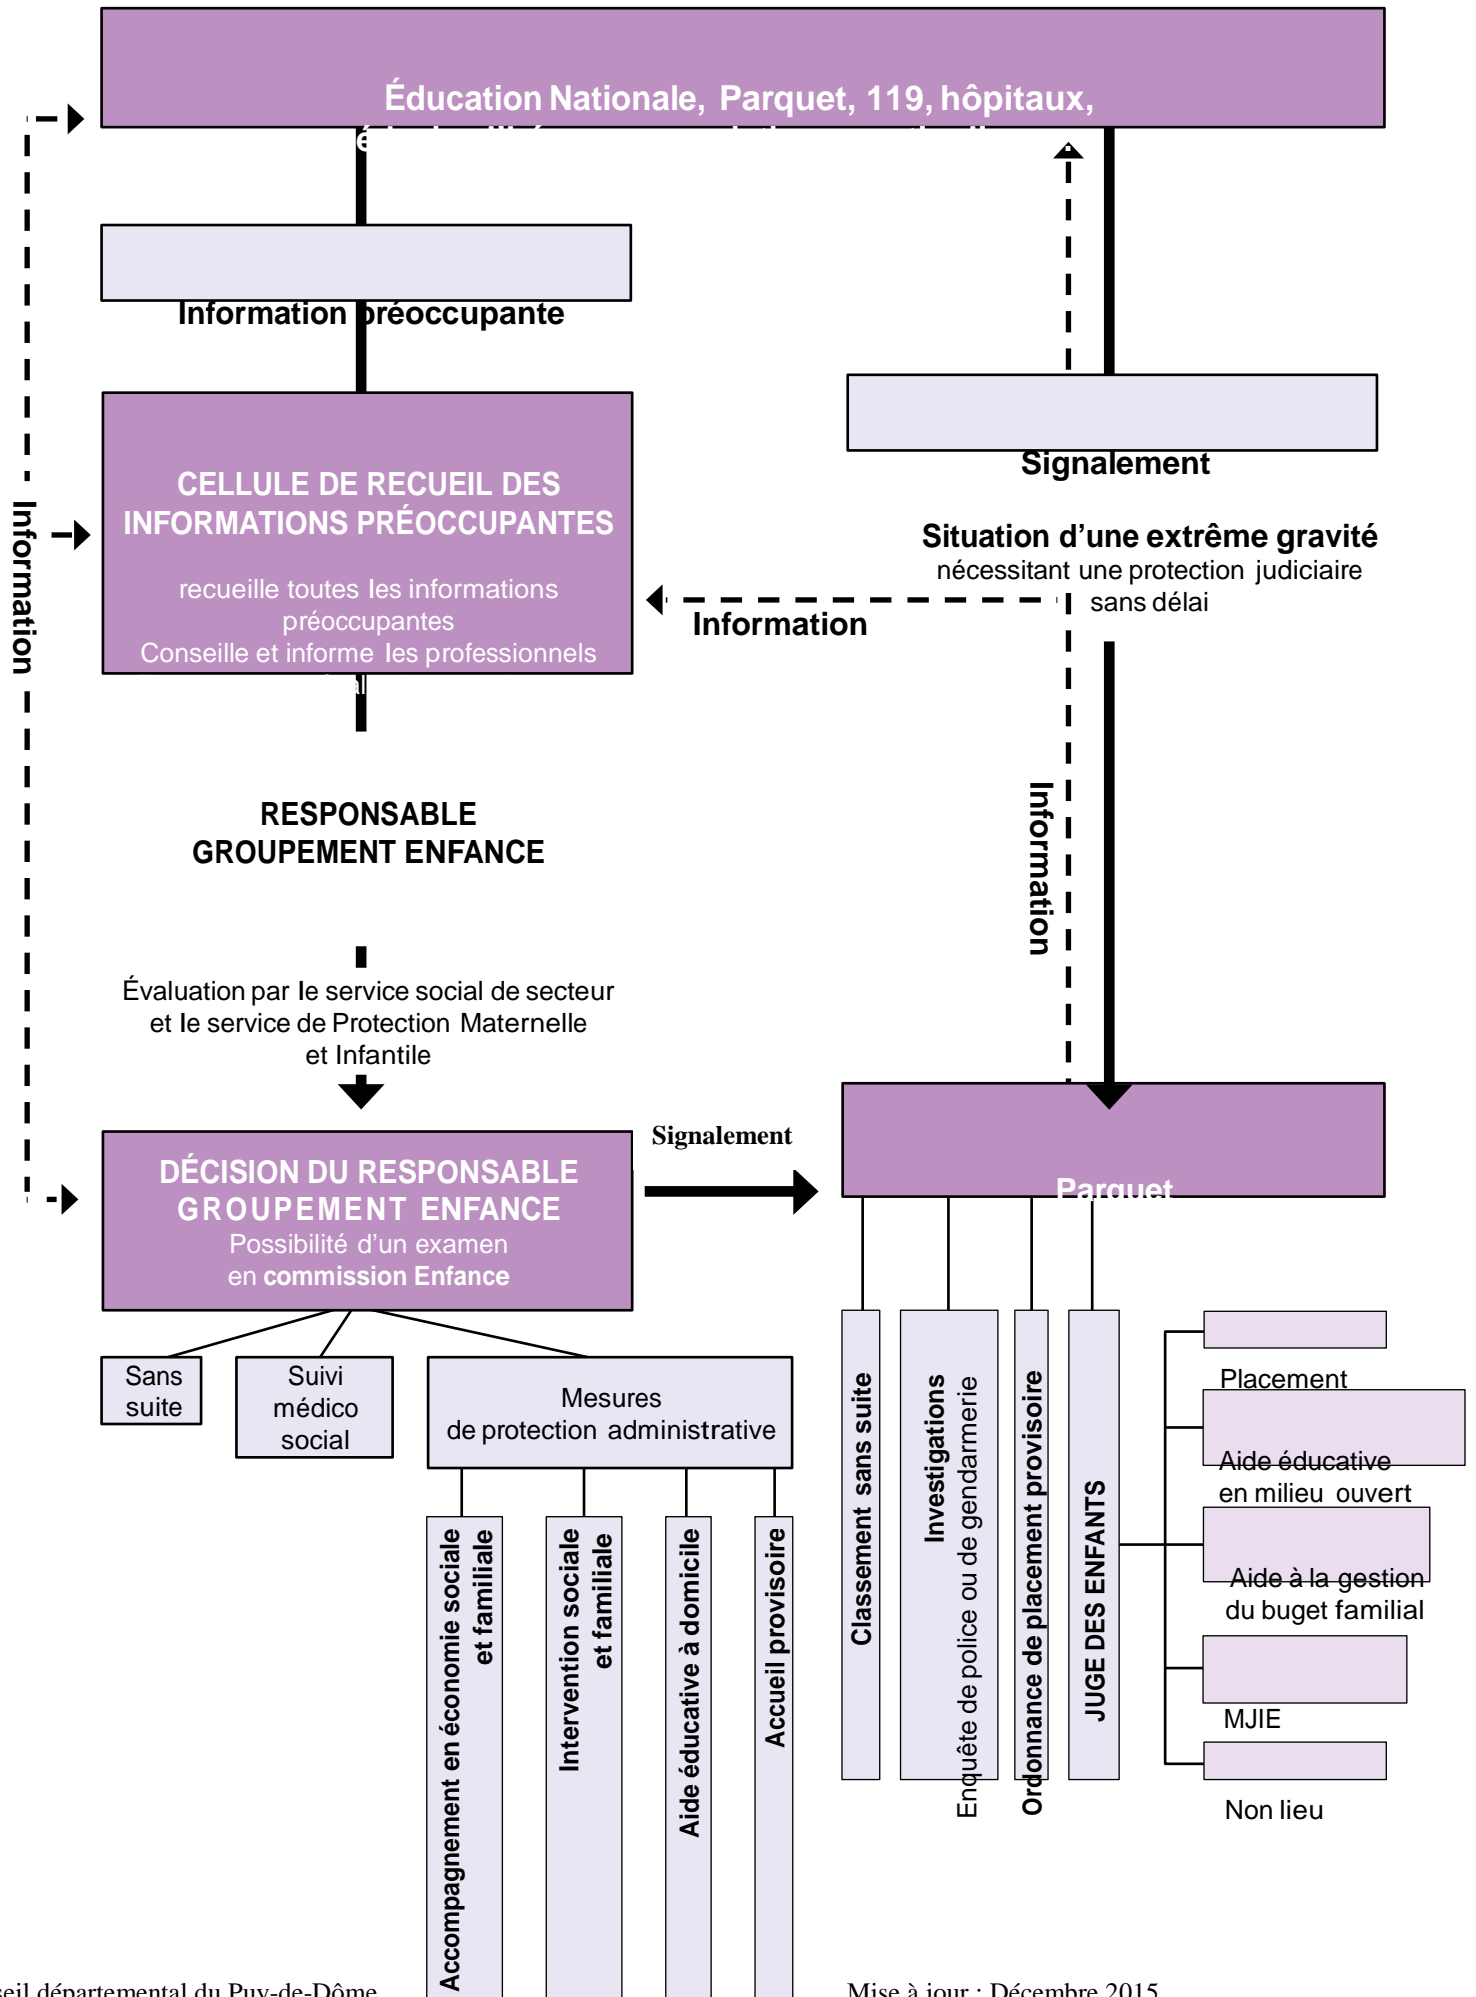 Éducation Nationale, Parquet, 119, hôpitaux,
Information préoccupante
CELLULE DE RECUEIL DES
INFORMATIONS PRÉOCCUPANTES
recueille toutes les informations
préoccupantes
Conseille et informe les professionnels
Signalement
Situation d’une extrême gravité
nécessitant une protection judiciaire
sans délai
Information
Information
Information
RESPONSABLE
GROUPEMENT ENFANCE
Évaluation par le service social de secteur
et le service de Protection Maternelle
et Infantile
DÉCISION DU RESPONSABLE
GROUPEMENT ENFANCE
Possibilité d’un examen
en commission Enfance
Signalement
Parquet
Sans
suite
Suivi
médico
social
Mesures
de protection administrative
Accompagnement en économie sociale
et familiale
Intervention sociale
et familiale
Aide éducative à domicile
Accueil provisoire
Classement sans suite
Investigations
Enquête de police ou de gendarmerie
Ordonnance de placement provisoire
JUGE DES ENFANTS
Placement
Aide éducative
en milieu ouvert
Aide à la gestion
du buget familial
MJIE
Non lieu
seil départemental du Puy-de-Dôme
Mise à jour : Décembre 2015